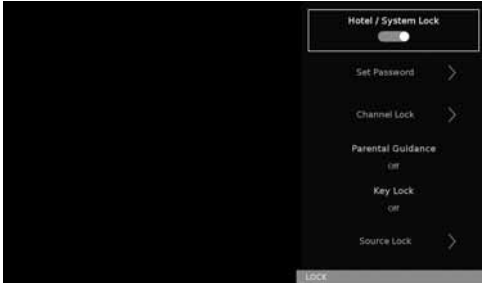 Hotel / System Lock
Set Password
Channel Lock
Parental Guidance
Off
Key Lock
Off
Source Lock
LOCK